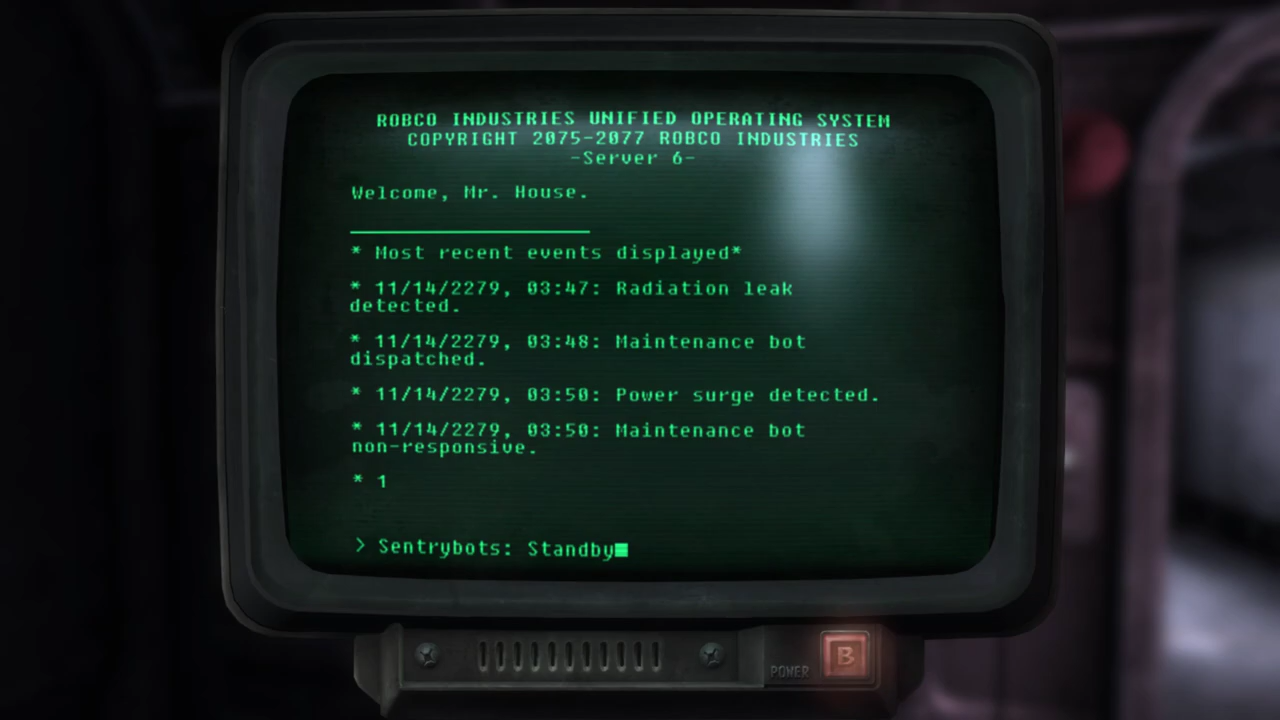 ROBCO INDUSTRIES UNIFIED OPERATING SYSTEM
COPYRIGHT 2075-2077 ROBCO INDUSTRIES
-Server 6-
Welcome, Mr. House.
* Most recent events displayed*
* 11/14/2279, 03:47: Radiation leak
detected.
* 11/14/2279, 03:48: Maintenance bot
dispatched.
* 11/14/2279, 03:50: Power surge detected.
* 11/14/2279, 03:50: Maintenance bot
non-responsive.
* 1
> Sentrybots: Standby
POWER
B